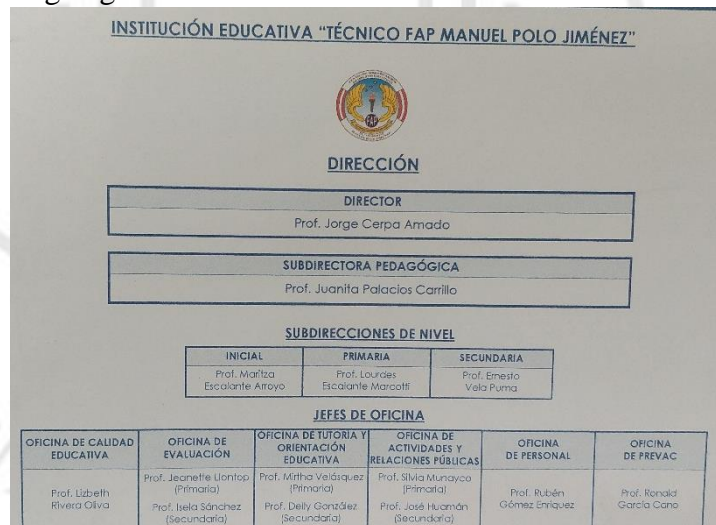 INSTITUCIÓN EDUCATIVA "TÉCNICO FAP MANUEL POLO JIMÉNEZ"
DIRECCIÓN
DIRECTOR
Prof. Jorge Cerpa Amado
SUBDIRECTORA PEDAGÓGICA
Prof. Juanita Palacios Carrillo
SUBDIRECCIONES DE NIVEL
INICIAL
Prof. Maritza
Escalante Arroyo
PRIMARIA
Prof. Lourdes
Escalante Marcotti
SECUNDARIA
Prof. Ernesto
Vela Puma
JEFES DE OFICINA
OFICINA DE CALIDAD
EDUCATIVA
Prof. Lizbeth
Rivera Oliva
OFICINA DE
EVALUACIÓN
Prof. Jeanette Llontop
(Primaria)
Prof. Isela Sánchez
(Secundaria)
OFICINA DE TUTORIA Y
ORIENTACIÓN
EDUCATIVA
Prof. Mirtha Velásquez
(Primaria)
Prof. Delly González
(Secundaria)
OFICINA DE
ACTIVIDADES Y
RELACIONES PÚBLICAS
Prof. Silvia Munayco
(Primaria)
Prof. José Huamán
(Secundaria)
OFICINA
DE PERSONAL
Prof. Rubén
Gómez Enríquez
OFICINA
DE PREVAC
Prof. Ronald
García Cano